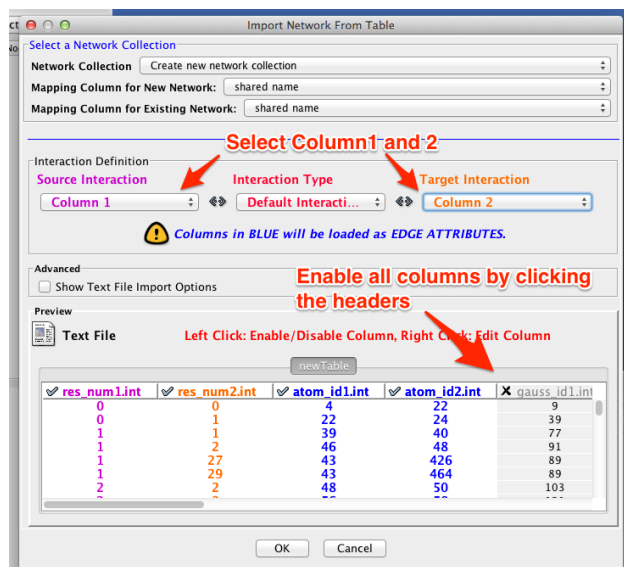 ct
Import Network From Table
No
Select a Network Collection
Network Collection Create new network collection
Mapping Column for New Network: shared name
Mapping Column for Existing Network: shared name
Select Column1 and 2
Interaction Definition
Source Interaction Interaction Type Target Interaction
Column 1 Default Interacti... Column 2
Columns in BLUE will be loaded as EDGE ATTRIBUTES.
Advanced
Show Text File Import Options
Enable all columns by clicking
the headers
Preview
Text File Left Click: Enable/Disable Column, Right Click: Edit Column
newTable
res_num1.int res_num2.int atom_id1.int atom_id2.int gauss_id1.int
0 0 4 22 9
0 1 22 24 39
1 1 39 40 77
1 2 46 48 91
1 27 43 426 89
1 29 43 464 89
2 2 48 50 103
OK Cancel